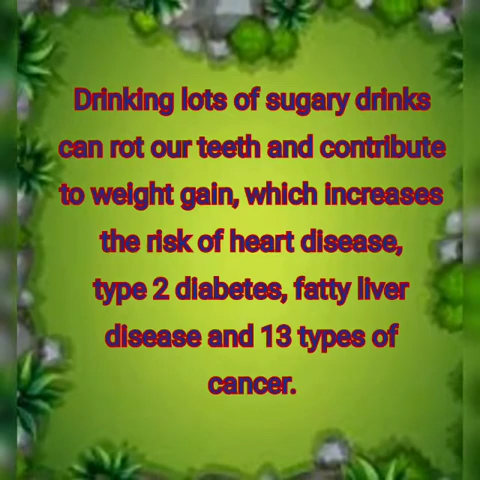 Drinking lots of sugary drinks
can rot our teeth and contribute
to weight gain, which increases
the risk of heart disease,
type 2 diabetes, fatty liver
disease and 13 types of
cancer.